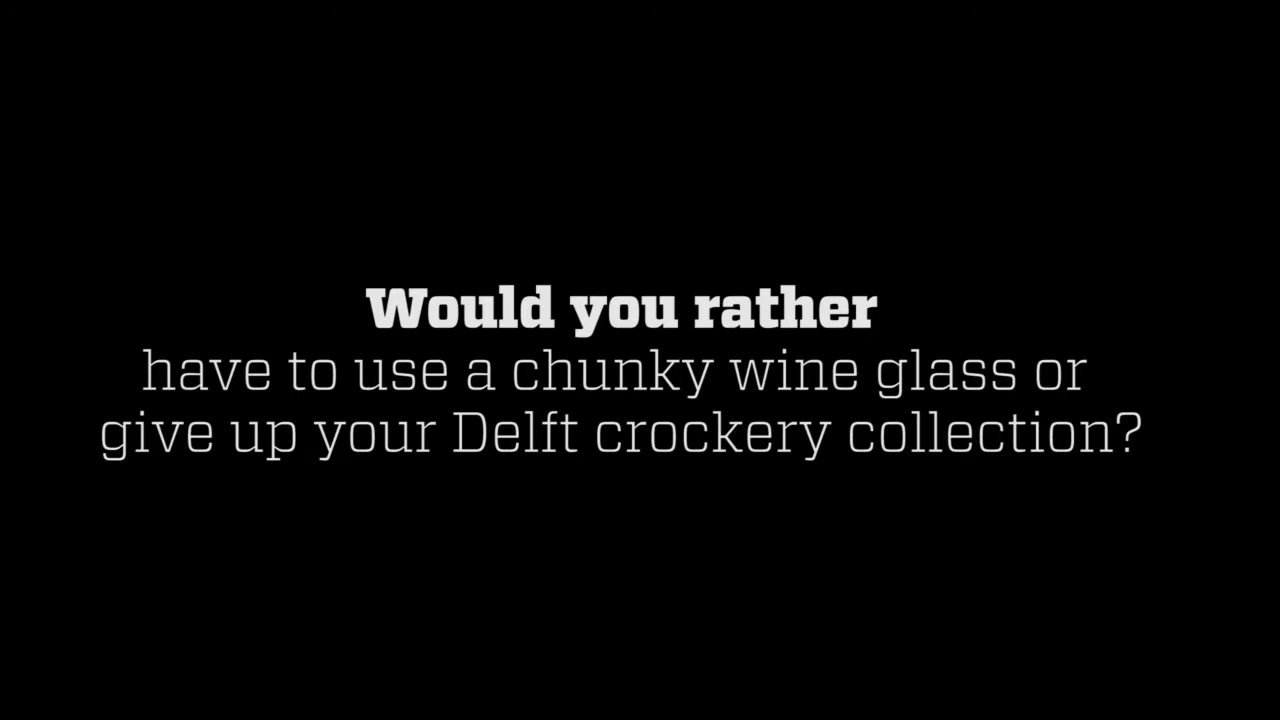 Would you rather
have to use a chunky wine glass or
give up your Delft crockery collection?